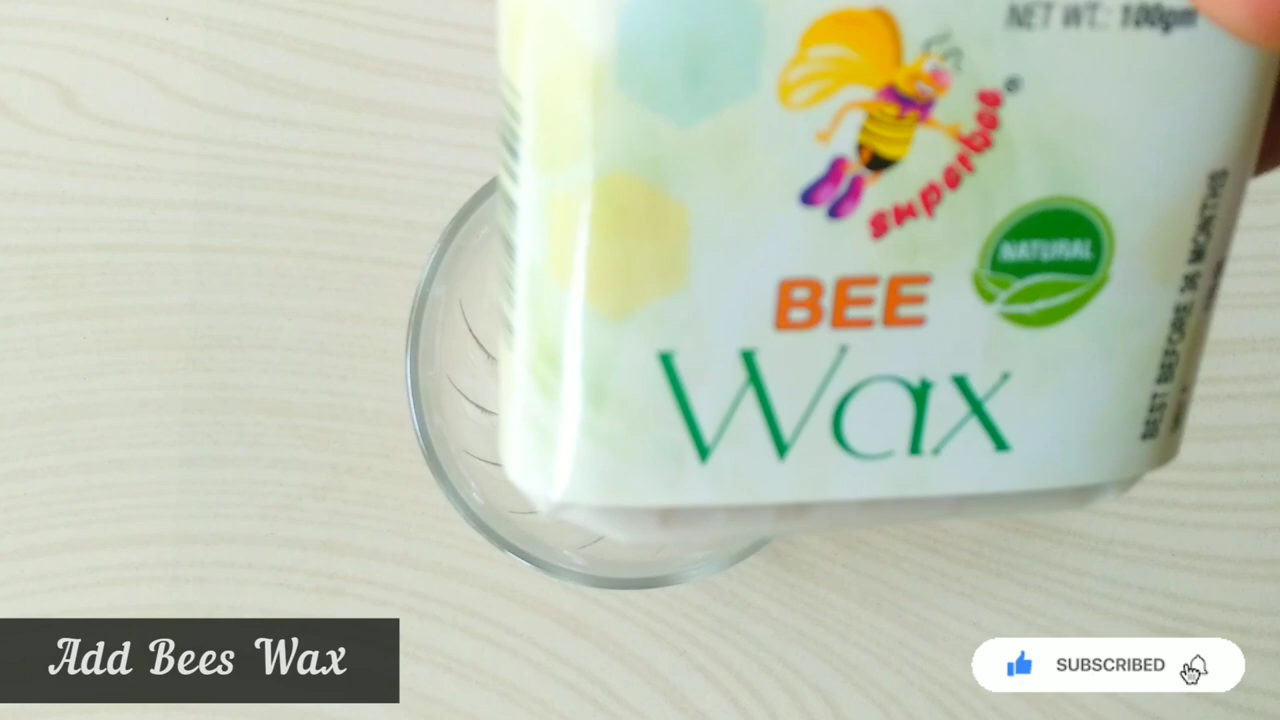 NET WT.: 100gm
superbee®
NATURAL
BEE
Wax
BEST BEFORE 36 MONTHS
Add Bees Wax
SUBSCRIBED